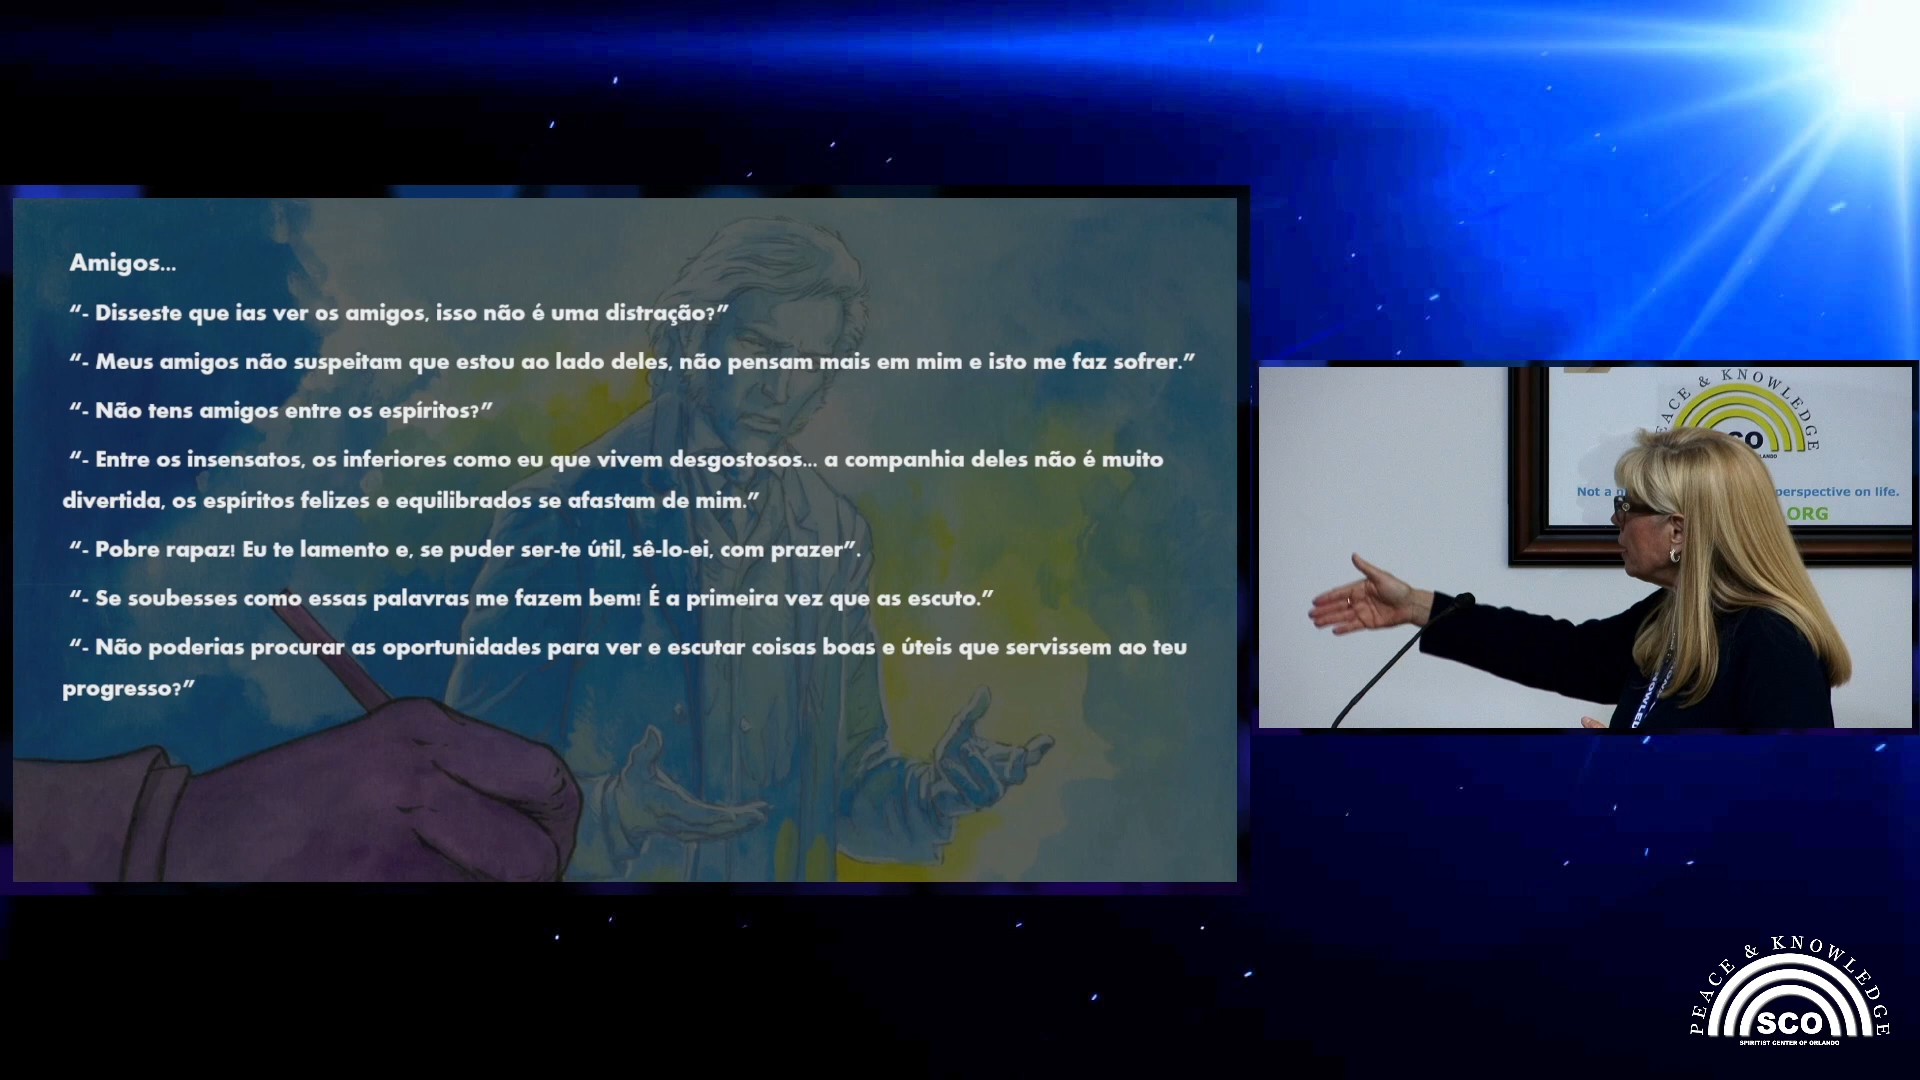 Amigos...
“- Disseste que ias ver os amigos, isso não é uma distração?”
“- Meus amigos não suspeitam que estou ao lado deles, não pensam mais em mim e isto me faz sofrer.”
“- Não tens amigos entre os espíritos?”
“- Entre os insensatos, os inferiores como eu que vivem desgostosos... a companhia deles não é muito
divertida, os espíritos felizes e equilibrados se afastam de mim.”
“- Pobre rapaz! Eu te lamento e, se puder ser-te útil, sê-lo-ei, com prazer”.
“- Se soubesses como essas palavras me fazem bem! É a primeira vez que as escuto.”
“- Não poderias procurar as oportunidades para ver e escutar coisas boas e úteis que servissem ao teu
progresso?”
PEACE & KNOWLEDGE
CO
Not a perspective on life.
ORG
PEACE & KNOWLEDGE
SCO
SPIRITIST CENTER OF ORLANDO